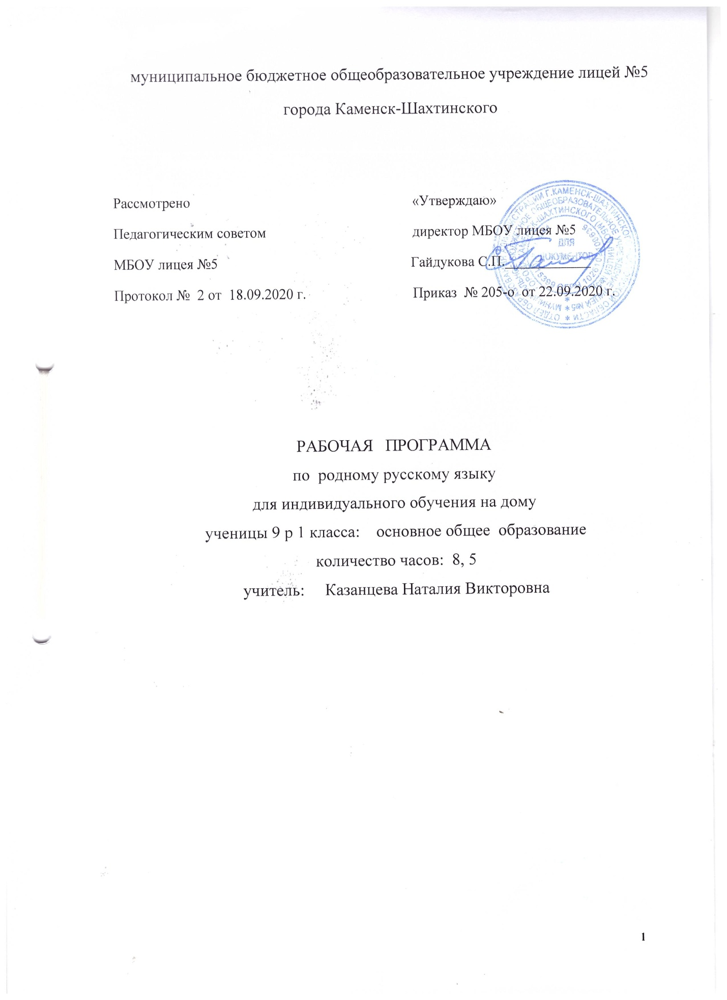 муниципальное бюджетное общеобразовательное учреждение лицей №5
города Каменск-Шахтинского
Рассмотрено
Педагогическим советом
МБОУ лицея №5
Протокол № 2 от 18.09.2020 г.
«Утверждаю»
директор МБОУ лицея №5
Гайдукова С.П.____________
Приказ № 205-о от 22.09.2020 г.
ДЛЯ
ДОКУМЕНТОВ
РАБОЧАЯ ПРОГРАММА
по родному русскому языку
для индивидуального обучения на дому
ученицы 9 р 1 класса: основное общее образование
количество часов: 8, 5
учитель: Казанцева Наталия Викторовна
1